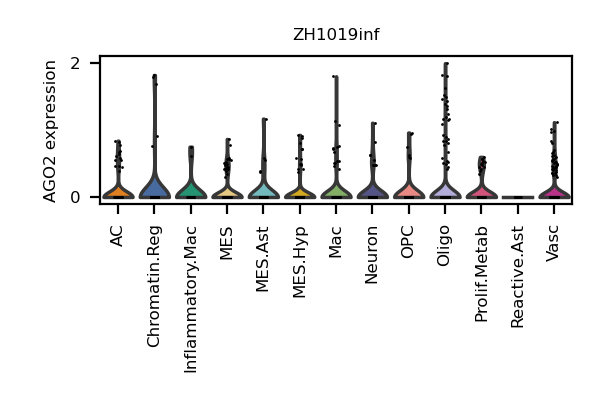 ZH1019inf
AGO2 expression
2
0
AC
Chromatin.Reg
Inflammatory.Mac
MES
MES.Ast
MES.Hyp
Mac
Neuron
OPC
Oligo
Prolif.Metab
Reactive.Ast
Vasc